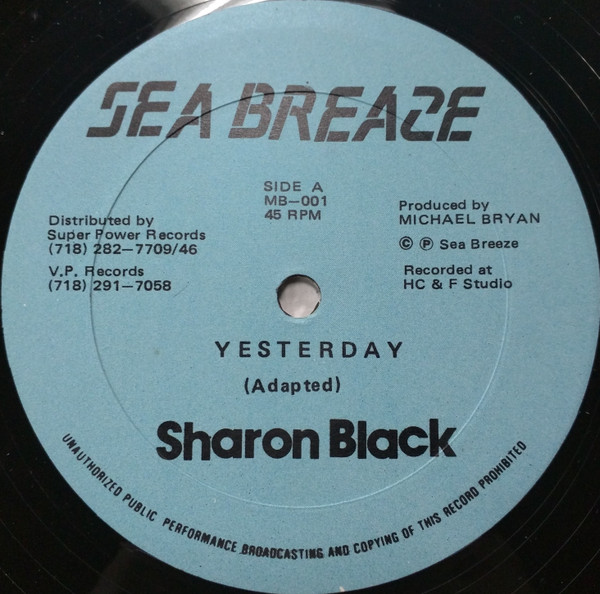 SEA BREAZE
SIDE A
MB—001
45 RPM
Distributed by
Super Power Records
(718) 282—7709/46
V.P. Records
(718) 291—7058
Produced by
MICHAEL BRYAN
© ℗ Sea Breeze
Recorded at
HC & F Studio
YESTERDAY
(Adapted)
Sharon Black
UNAUTHORIZED PUBLIC PERFORMANCE BROADCASTING AND COPYING OF THIS RECORD PROHIBITED